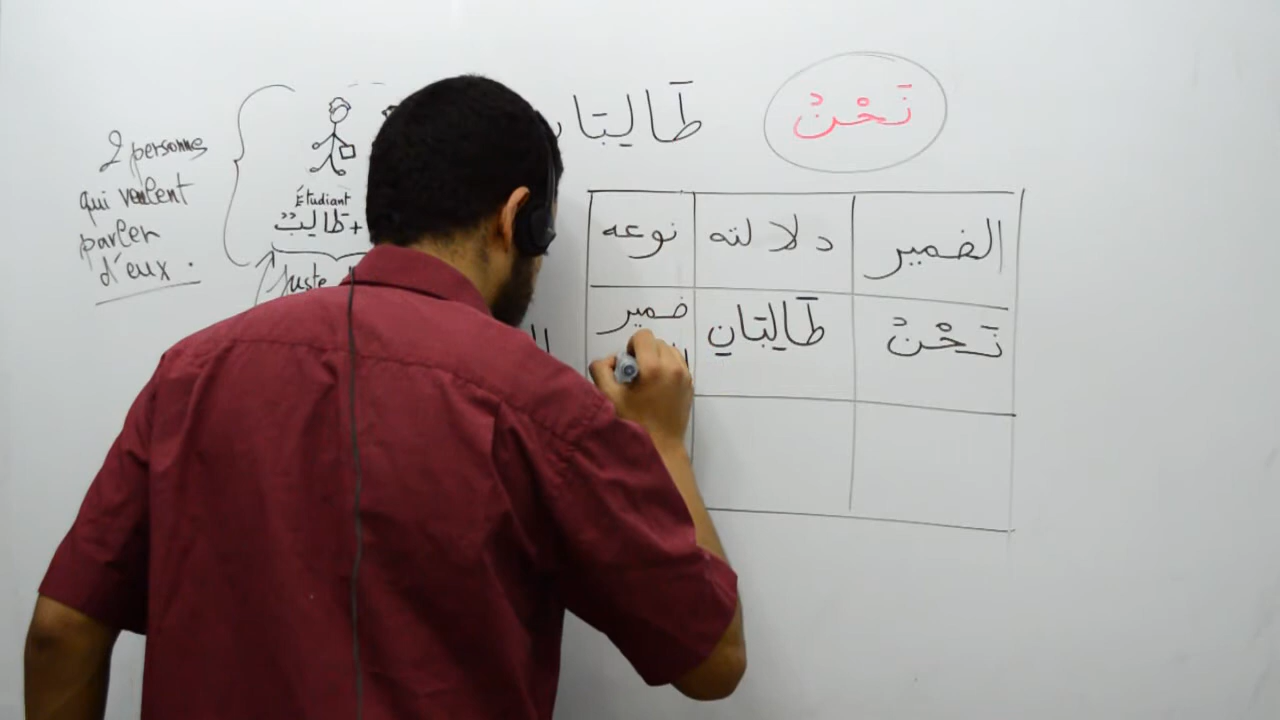 نَحْنُ
طَالِبَتَا
2 personnes
qui veulent
parler
d'eux.
Étudiant
طَالِبٌ +
Juste
الضمير دلالته نوعه
نَحْنُ طَالِبَتَانِ ضمير